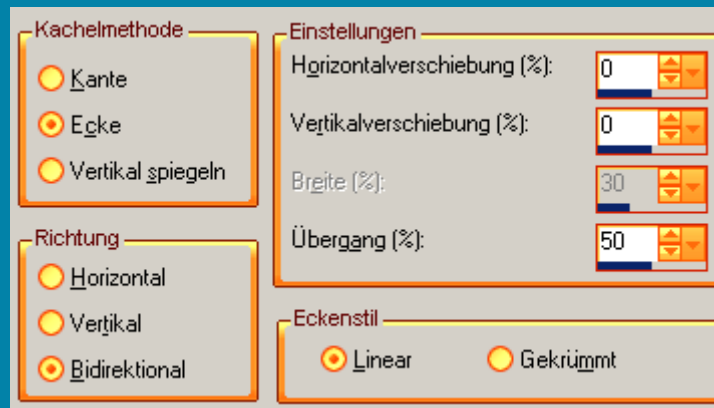 Kachelmethode
Kante
Ecke
Vertikal spiegeln
Richtung
Horizontal
Vertikal
Bidirektional
Einstellungen
Horizontalverschiebung (%): 0
Vertikalverschiebung (%): 0
Breite (%): 30
Übergang (%): 50
Eckenstil
Linear Gekrümmt